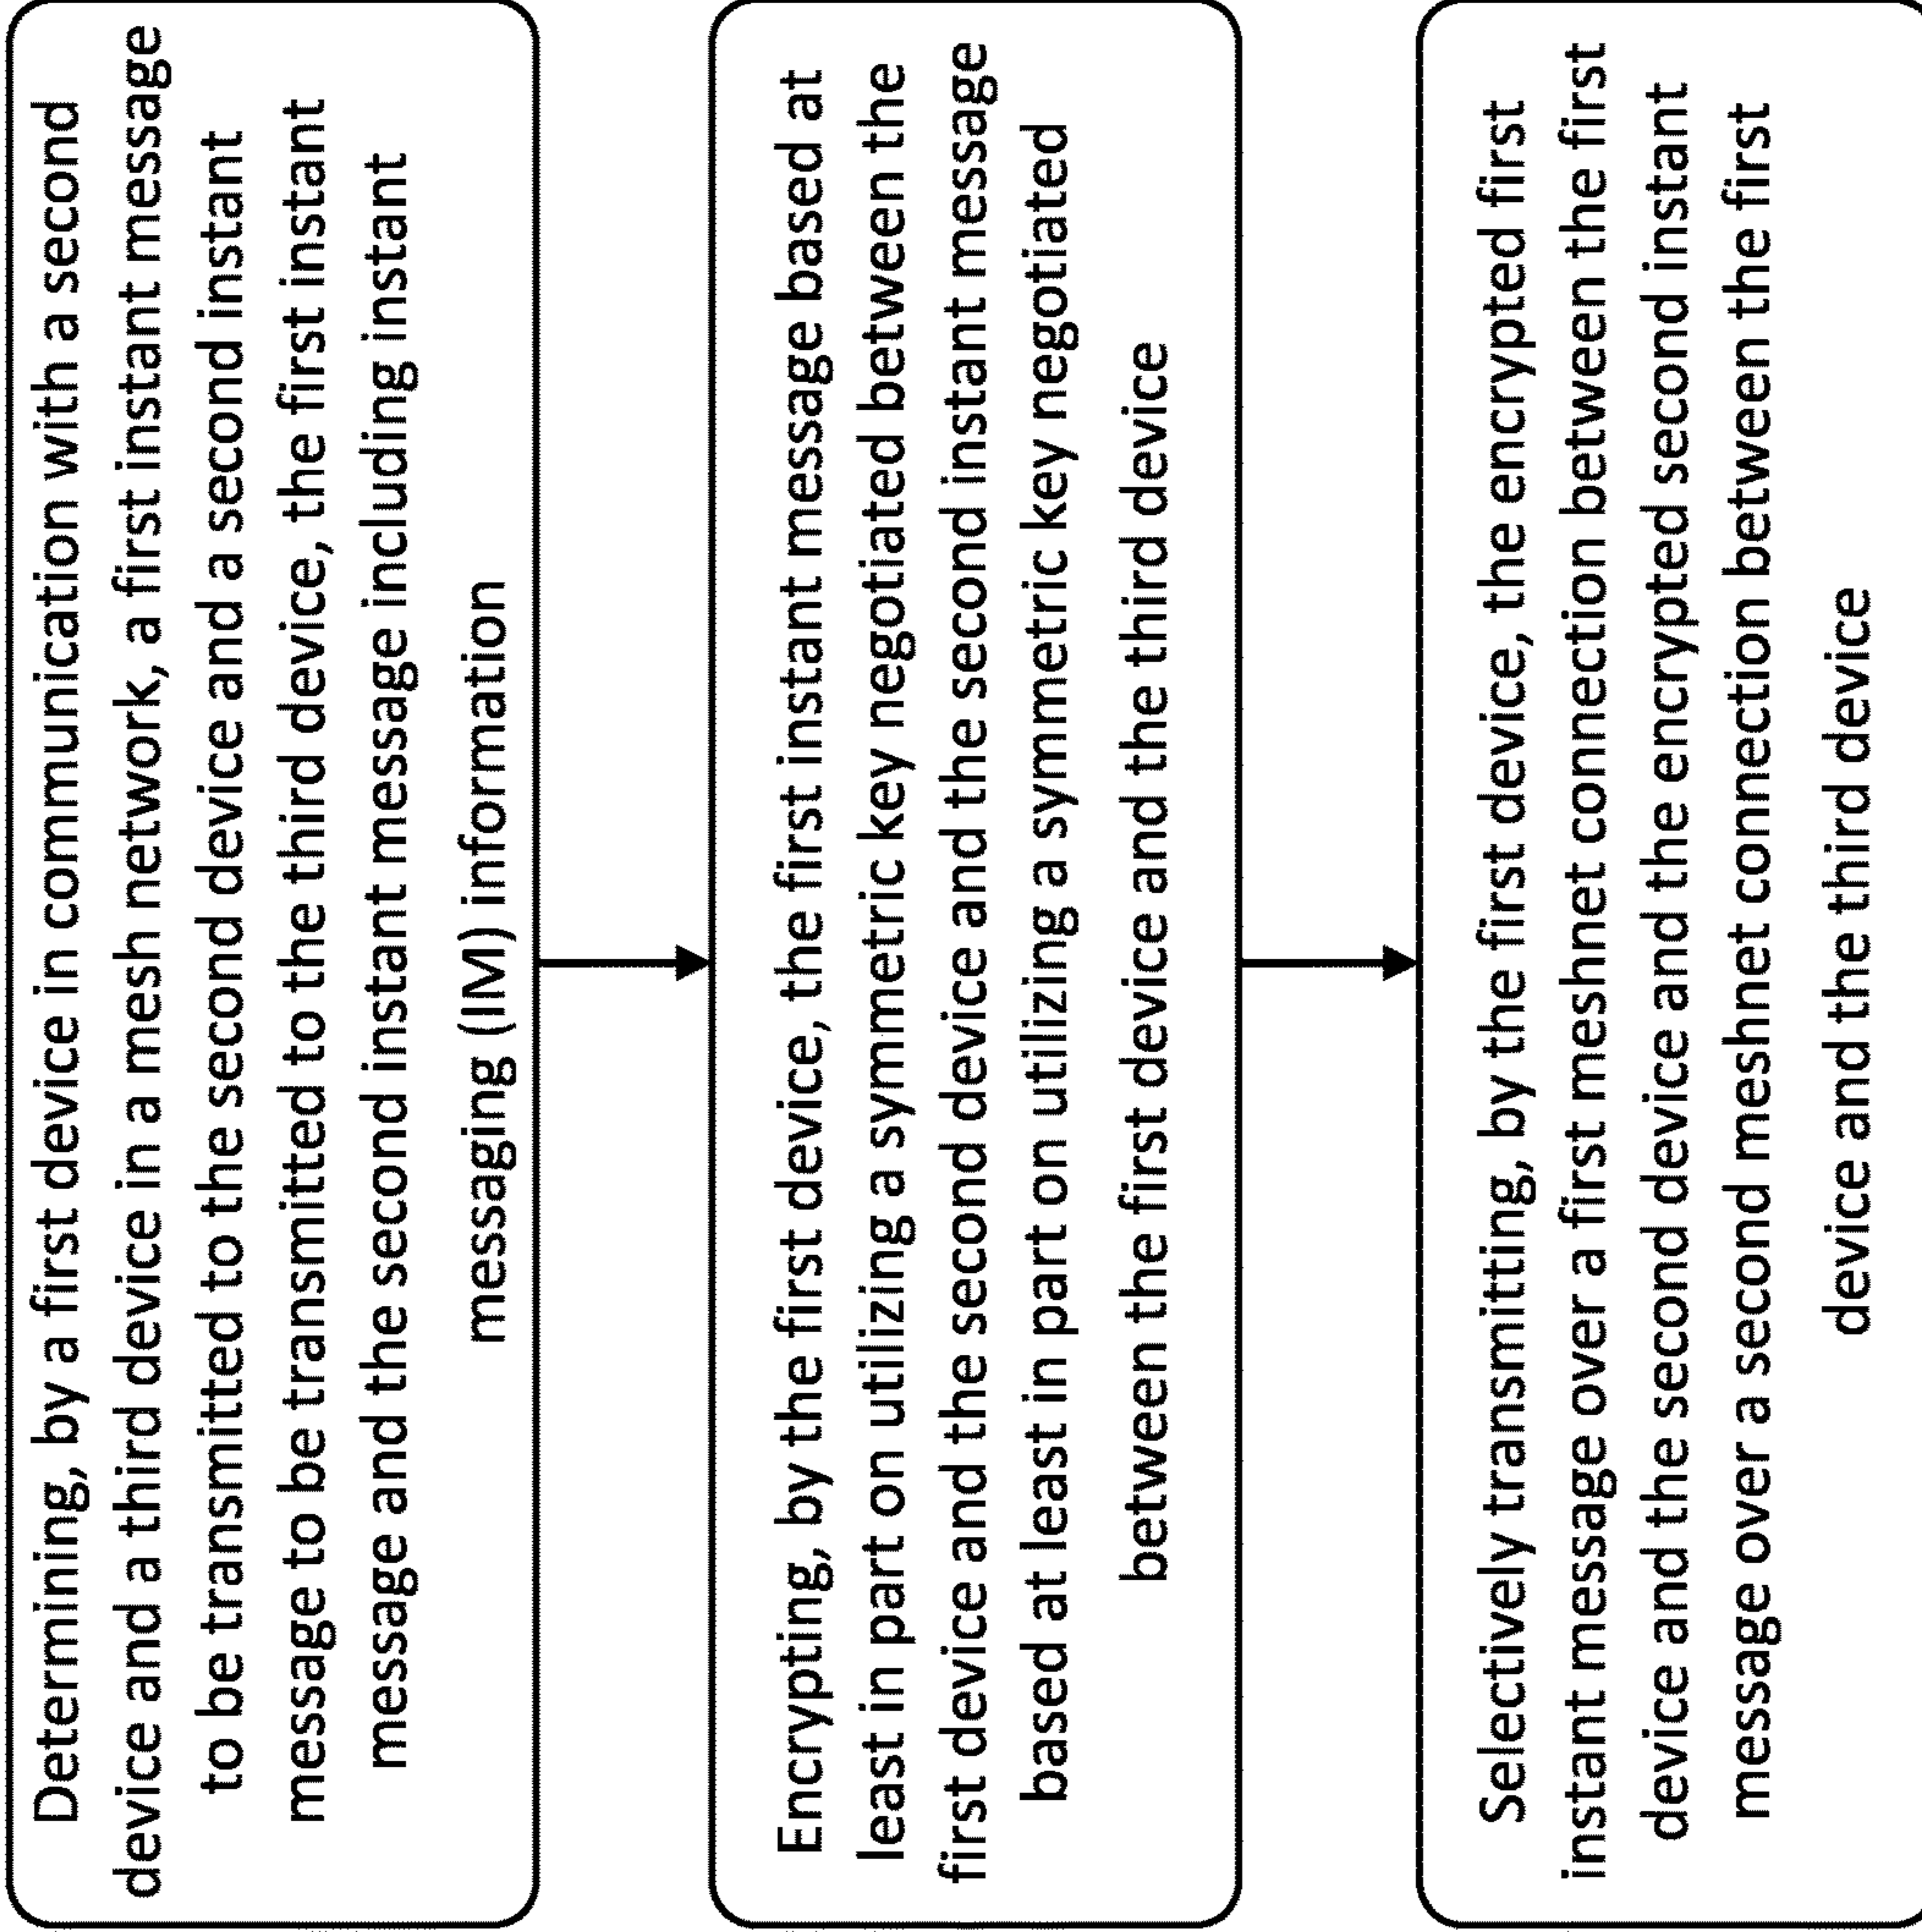 Determining, by a first device in communication with a second
device and a third device in a mesh network, a first instant message
to be transmitted to the second device and a second instant
message to be transmitted to the third device, the first instant
message and the second instant message including instant
messaging (IM) information
Encrypting, by the first device, the first instant message based at
least in part on utilizing a symmetric key negotiated between the
first device and the second device and the second instant message
based at least in part on utilizing a symmetric key negotiated
between the first device and the third device
Selectively transmitting, by the first device, the encrypted first
instant message over a first meshnet connection between the first
device and the second device and the encrypted second instant
message over a second meshnet connection between the first
device and the third device